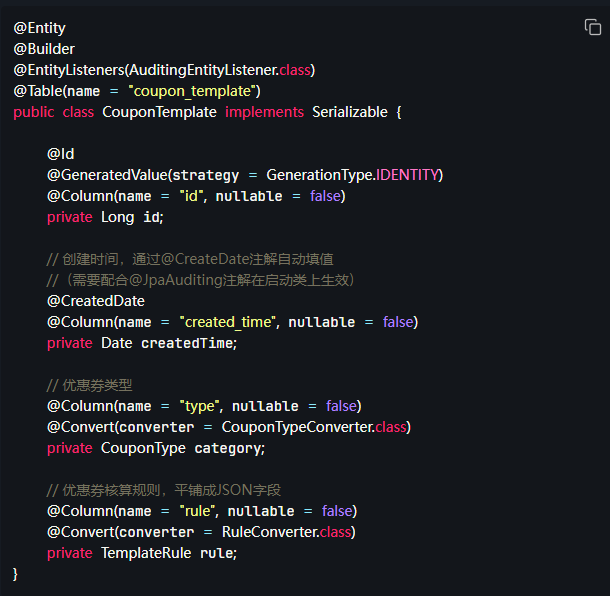 @Entity
@Builder
@EntityListeners(AuditingEntityListener.class)
@Table(name = "coupon_template")
public class CouponTemplate implements Serializable {
@Id
@GeneratedValue(strategy = GenerationType.IDENTITY)
@Column(name = "id", nullable = false)
private Long id;
// 创建时间，通过@CreateDate注解自动填值
//（需要配合@JpaAuditing注解在启动类上生效）
@CreatedDate
@Column(name = "created_time", nullable = false)
private Date createdTime;
// 优惠券类型
@Column(name = "type", nullable = false)
@Convert(converter = CouponTypeConverter.class)
private CouponType category;
// 优惠券核算规则，平铺成JSON字段
@Column(name = "rule", nullable = false)
@Convert(converter = RuleConverter.class)
private TemplateRule rule;
}